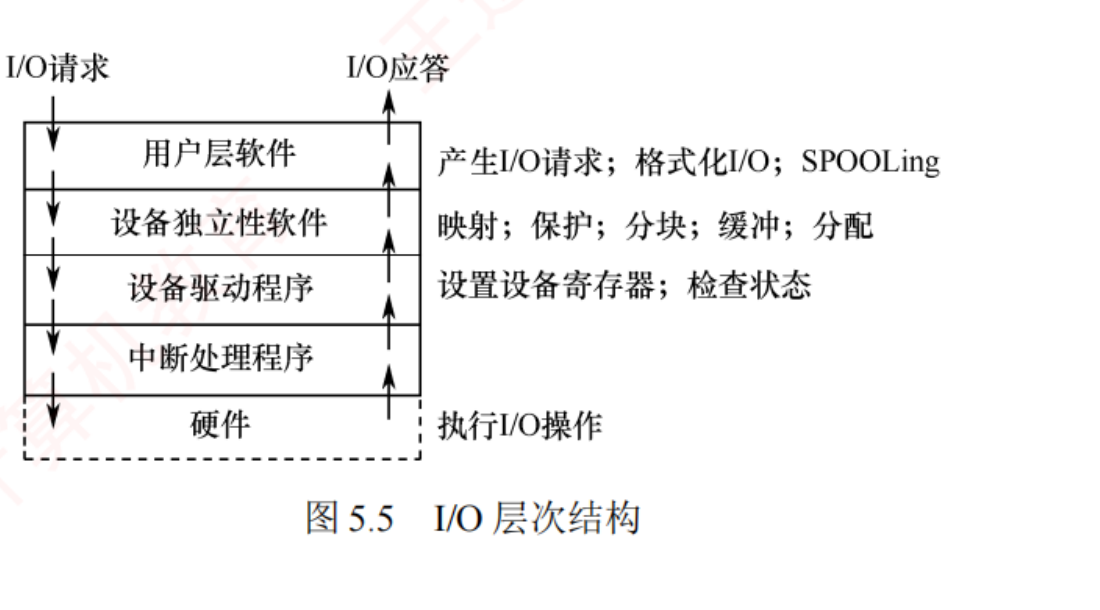 I/O请求 I/O应答
用户层软件 产生I/O请求；格式化I/O；SPOOLing
设备独立性软件 映射；保护；分块；缓冲；分配
设备驱动程序 设置设备寄存器；检查状态
中断处理程序
硬件 执行I/O操作
图 5.5 I/O 层次结构